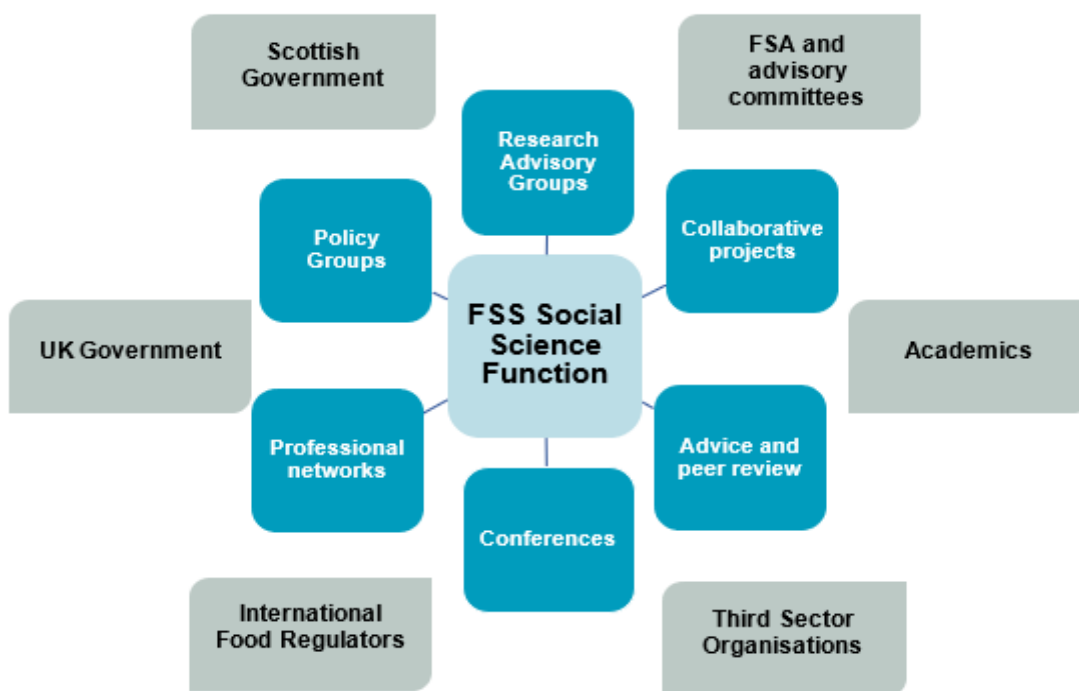 Scottish
Government
FSA and
advisory
committees
Research
Advisory
Groups
Policy
Groups
Collaborative
projects
FSS Social
Science
Function
UK Government
Academics
Professional
networks
Advice and
peer review
Conferences
International
Food Regulators
Third Sector
Organisations